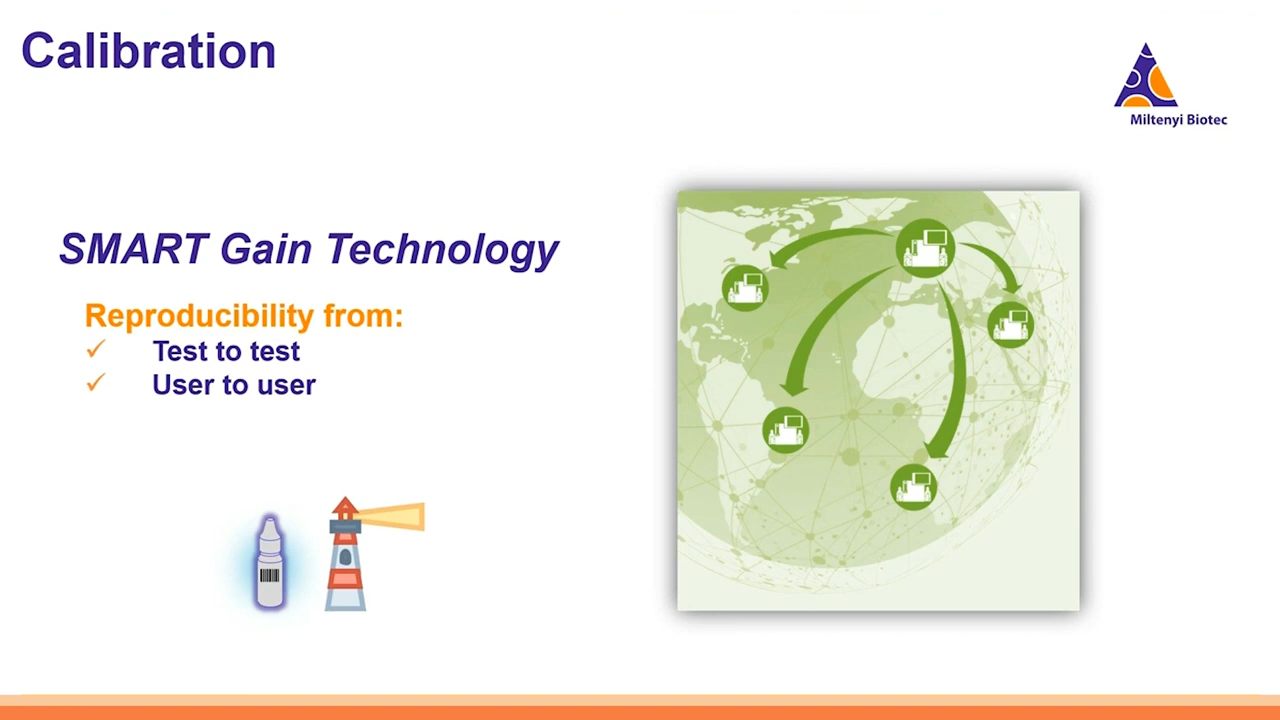 Calibration
Miltenyi Biotec
SMART Gain Technology
Reproducibility from:
✓ Test to test
✓ User to user